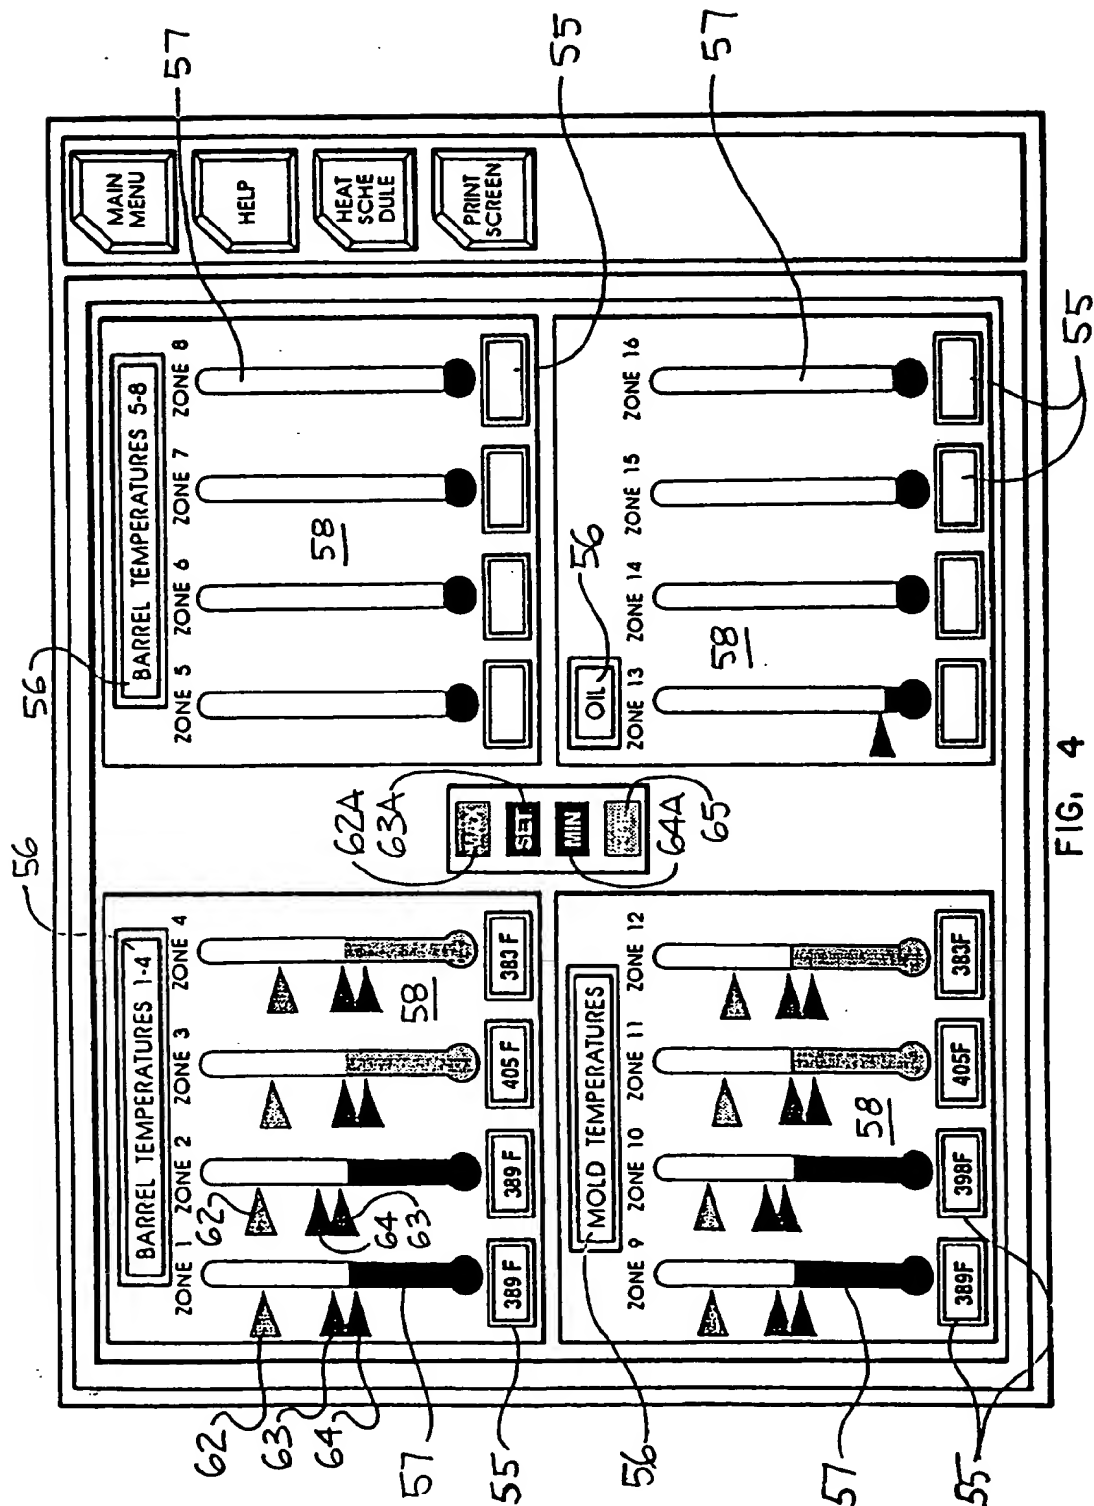 56
BARREL TEMPERATURES 1-4
ZONE 1
ZONE 2
ZONE 3
ZONE 4
62
64
63
58
389 F
389 F
405 F
383 F
62
63
64
57
55
56
BARREL TEMPERATURES 5-8
ZONE 5
ZONE 6
ZONE 7
ZONE 8
58
57
55
MAIN
MENU
HELP
HEAT
SCHE
DULE
PRINT
SCREEN
62A
63A
SET
MIN
64A
65
MOLD TEMPERATURES
56
ZONE 9
ZONE 10
ZONE 11
ZONE 12
58
389F
398F
405F
383F
57
55
OIL
56
ZONE 13
ZONE 14
ZONE 15
ZONE 16
58
57
55
FIG. 4